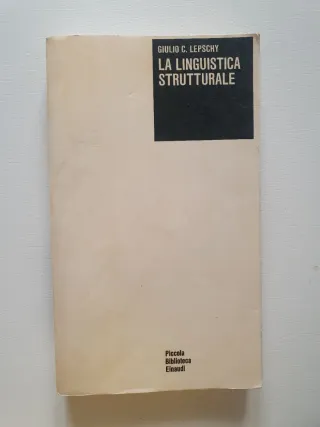 GIULIO C. LEPSCHY
LA LINGUISTICA
STRUTTURALE
Piccola
Biblioteca
Einaudi